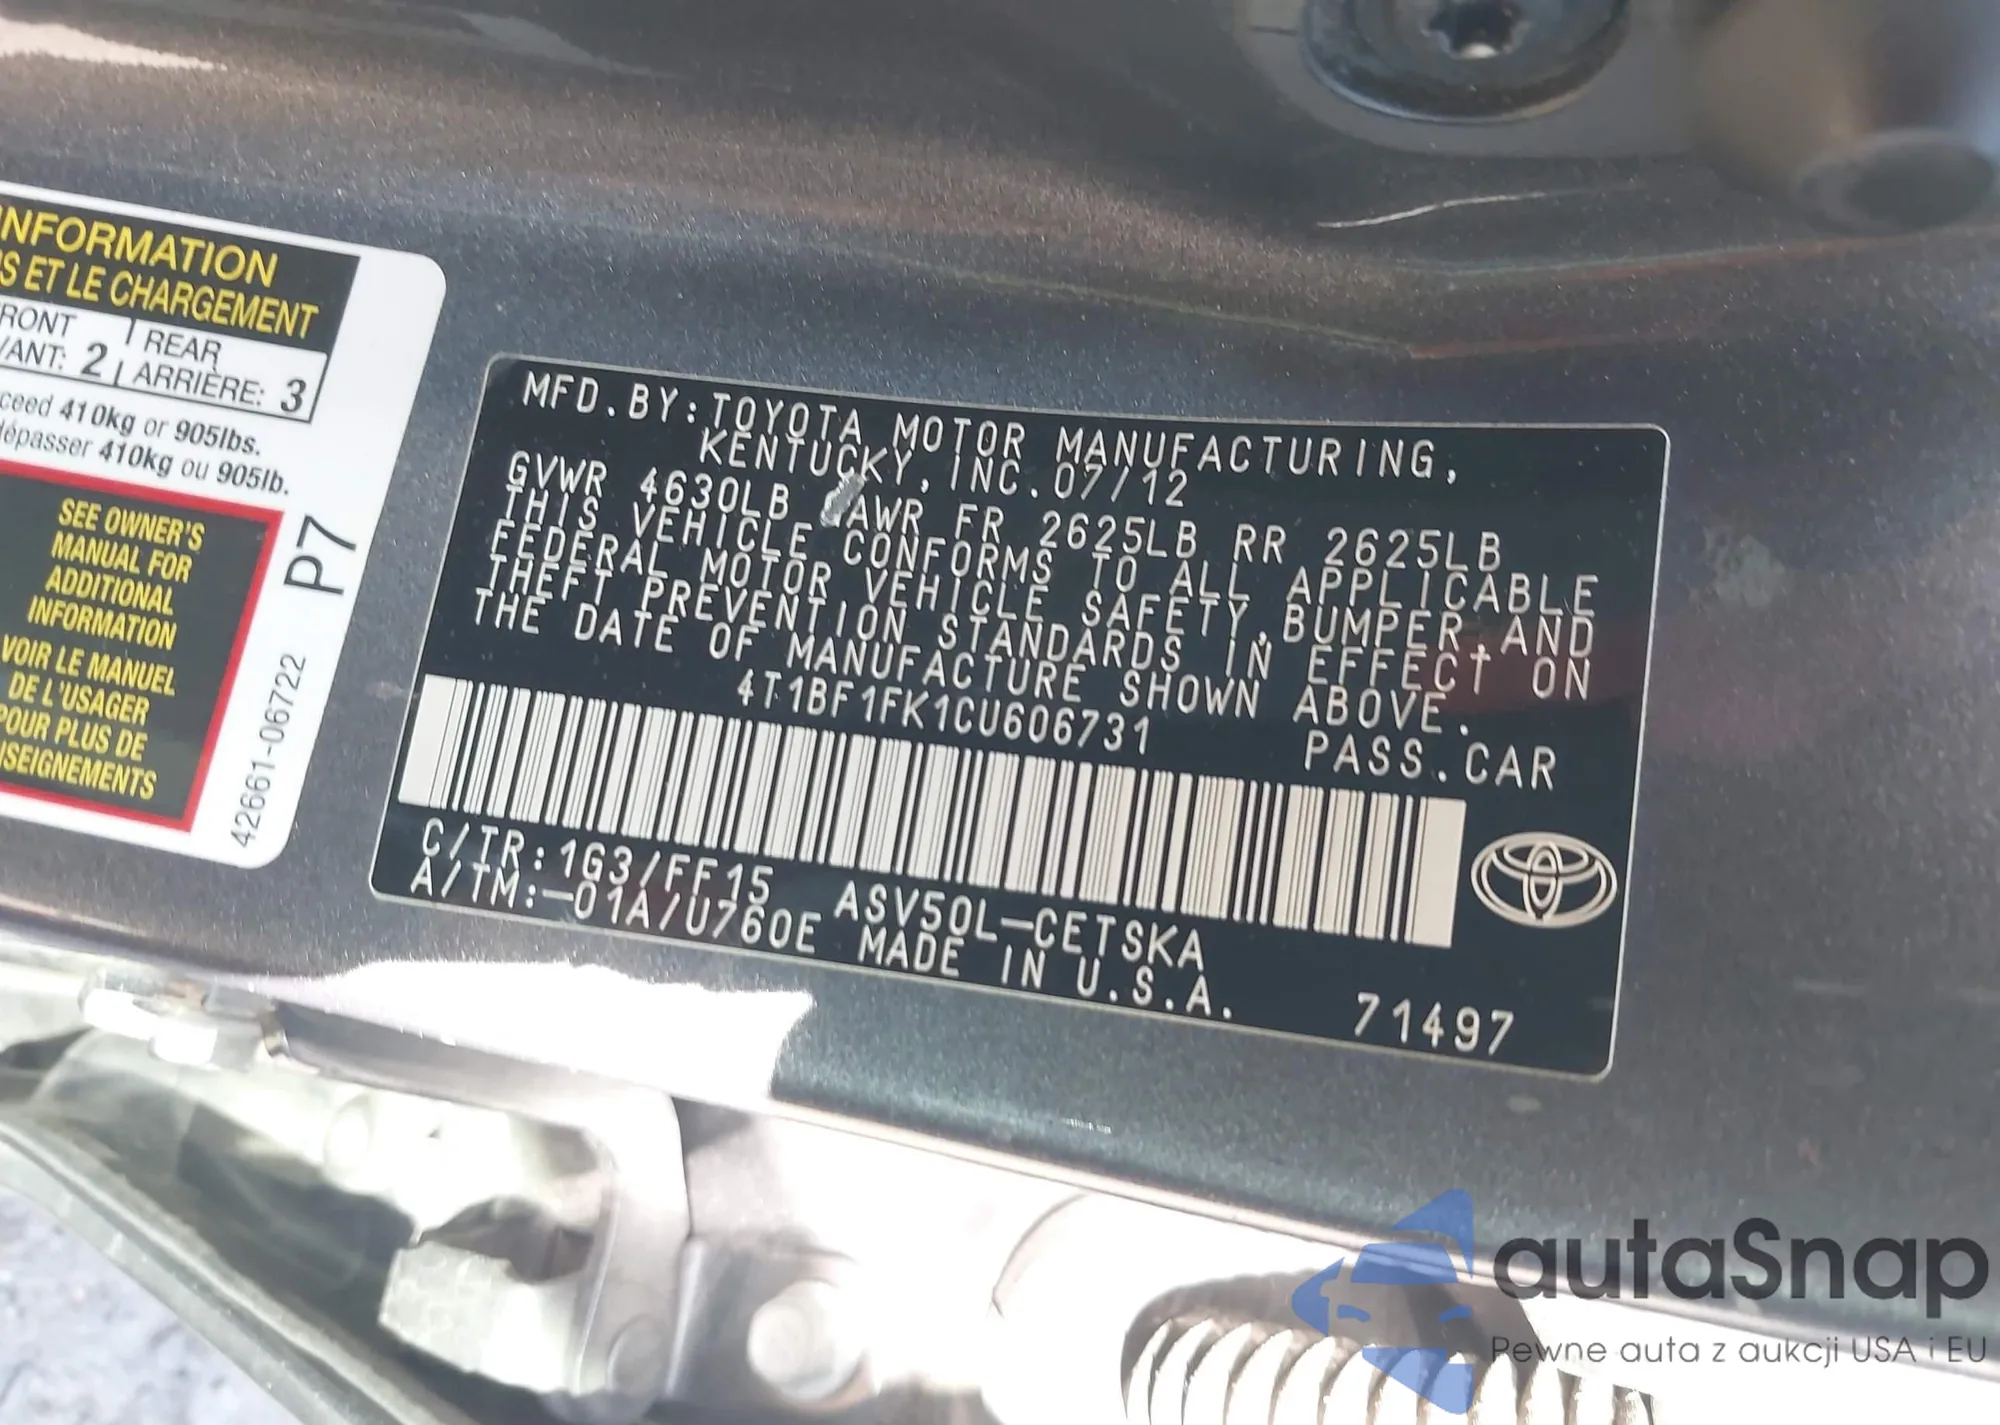 INFORMATION
S ET LE CHARGEMENT
RONT REAR
/ANT: 2 ARRIÈRE: 3
ceed 410kg or 905lbs.
dépasser 410kg ou 905lb.
SEE OWNER'S
MANUAL FOR
ADDITIONAL
INFORMATION
VOIR LE MANUEL
DE L'USAGER
POUR PLUS DE
NSEIGNEMENTS
P7
42661-06722
MFD.BY:TOYOTA MOTOR MANUFACTURING,
KENTUCKY,INC.07/12
GVWR 4630LB GAWR FR 2625LB RR 2625LB
THIS VEHICLE CONFORMS TO ALL APPLICABLE
FEDERAL MOTOR VEHICLE SAFETY,BUMPER,AND
THEFT PREVENTION STANDARDS IN EFFECT ON
THE DATE OF MANUFACTURE SHOWN ABOVE.
4T1BF1FK1CU606731 PASS.CAR
C/TR:1G3/FF15 ASV50L-CETSKA
A/TM:-01A/U760E MADE IN U.S.A. 71497
autaSnap
Pewne auta z aukcji USA i EU